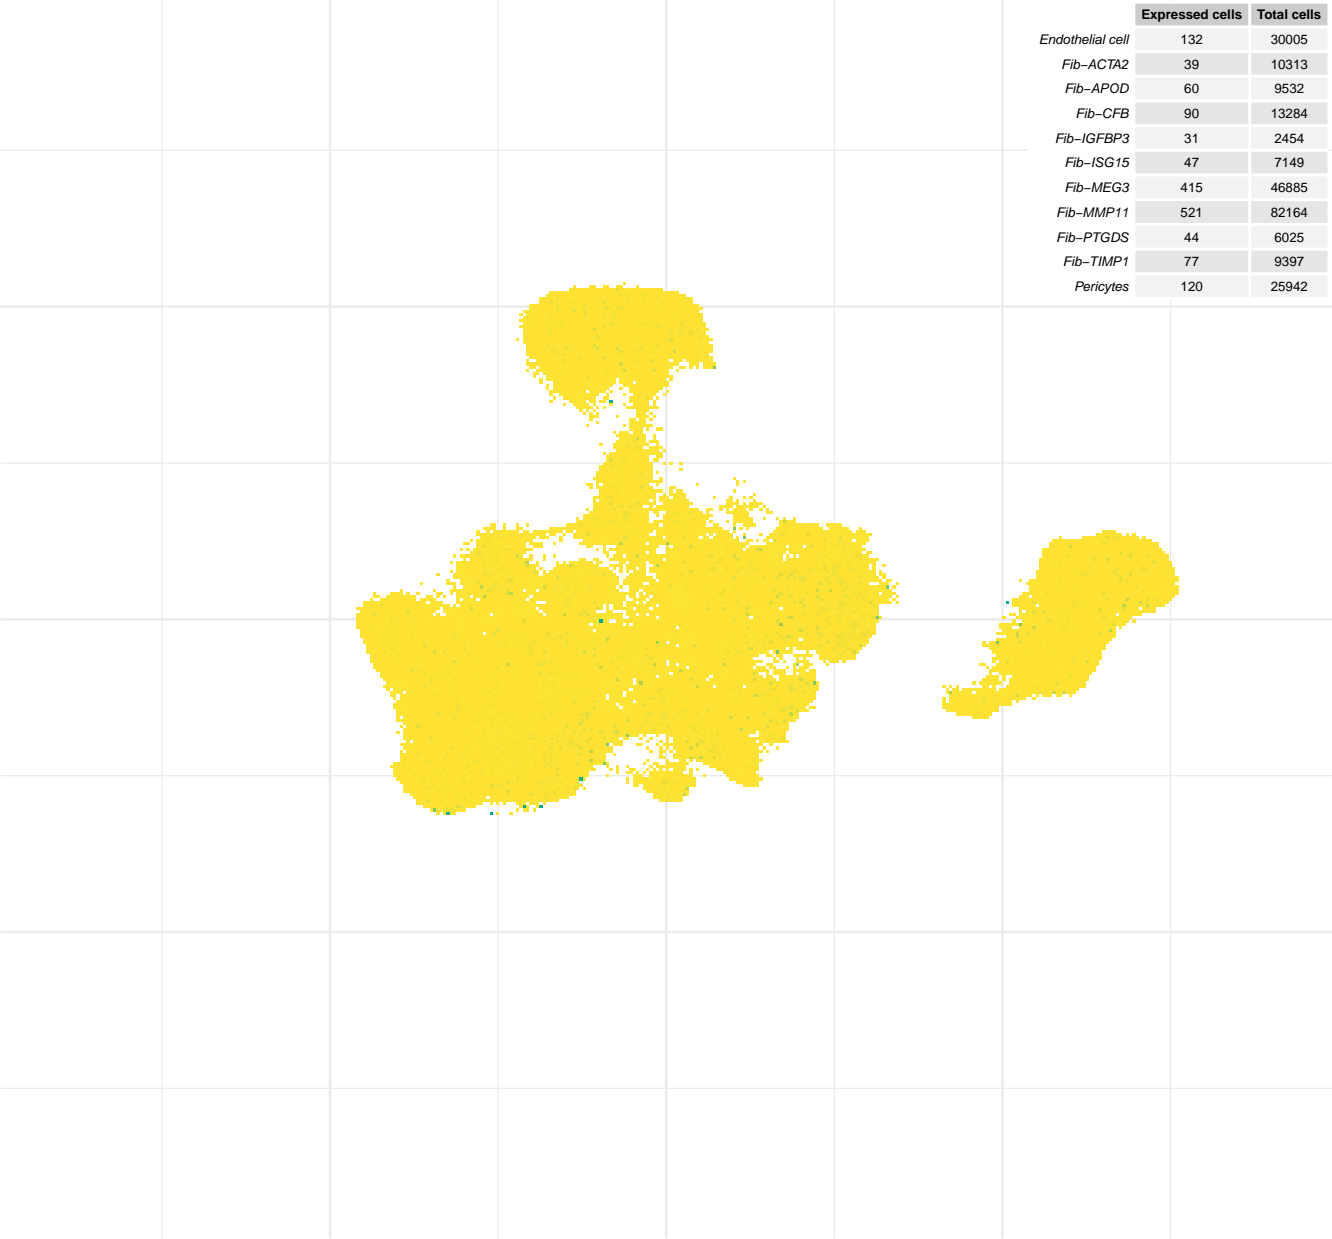 Expressed cells Total cells
Endothelial cell 132 30005
Fib−ACTA2 39 10313
Fib−APOD 60 9532
Fib−CFB 90 13284
Fib−IGFBP3 31 2454
Fib−ISG15 47 7149
Fib−MEG3 415 46885
Fib−MMP11 521 82164
Fib−PTGDS 44 6025
Fib−TIMP1 77 9397
Pericytes 120 25942